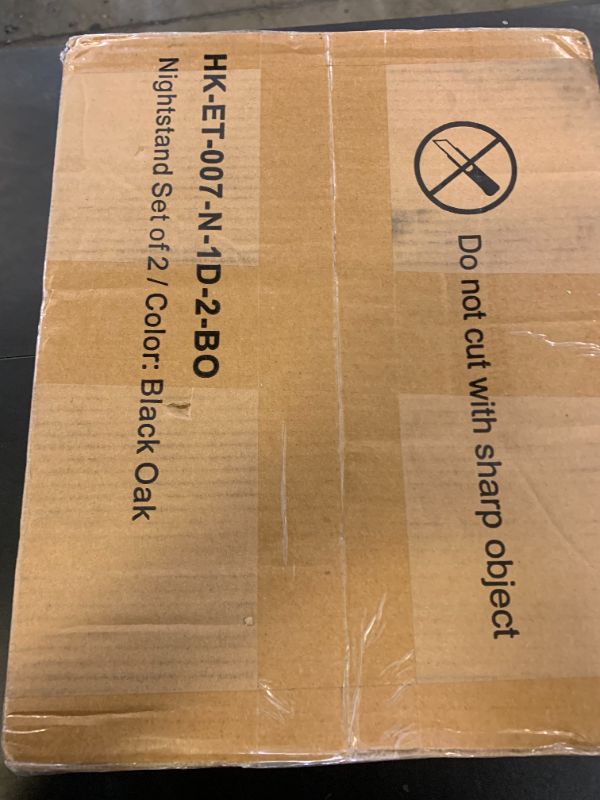 HK-ET-007-N-1D-2-BO
Nightstand Set of 2 / Color: Black Oak
Do not cut with sharp object